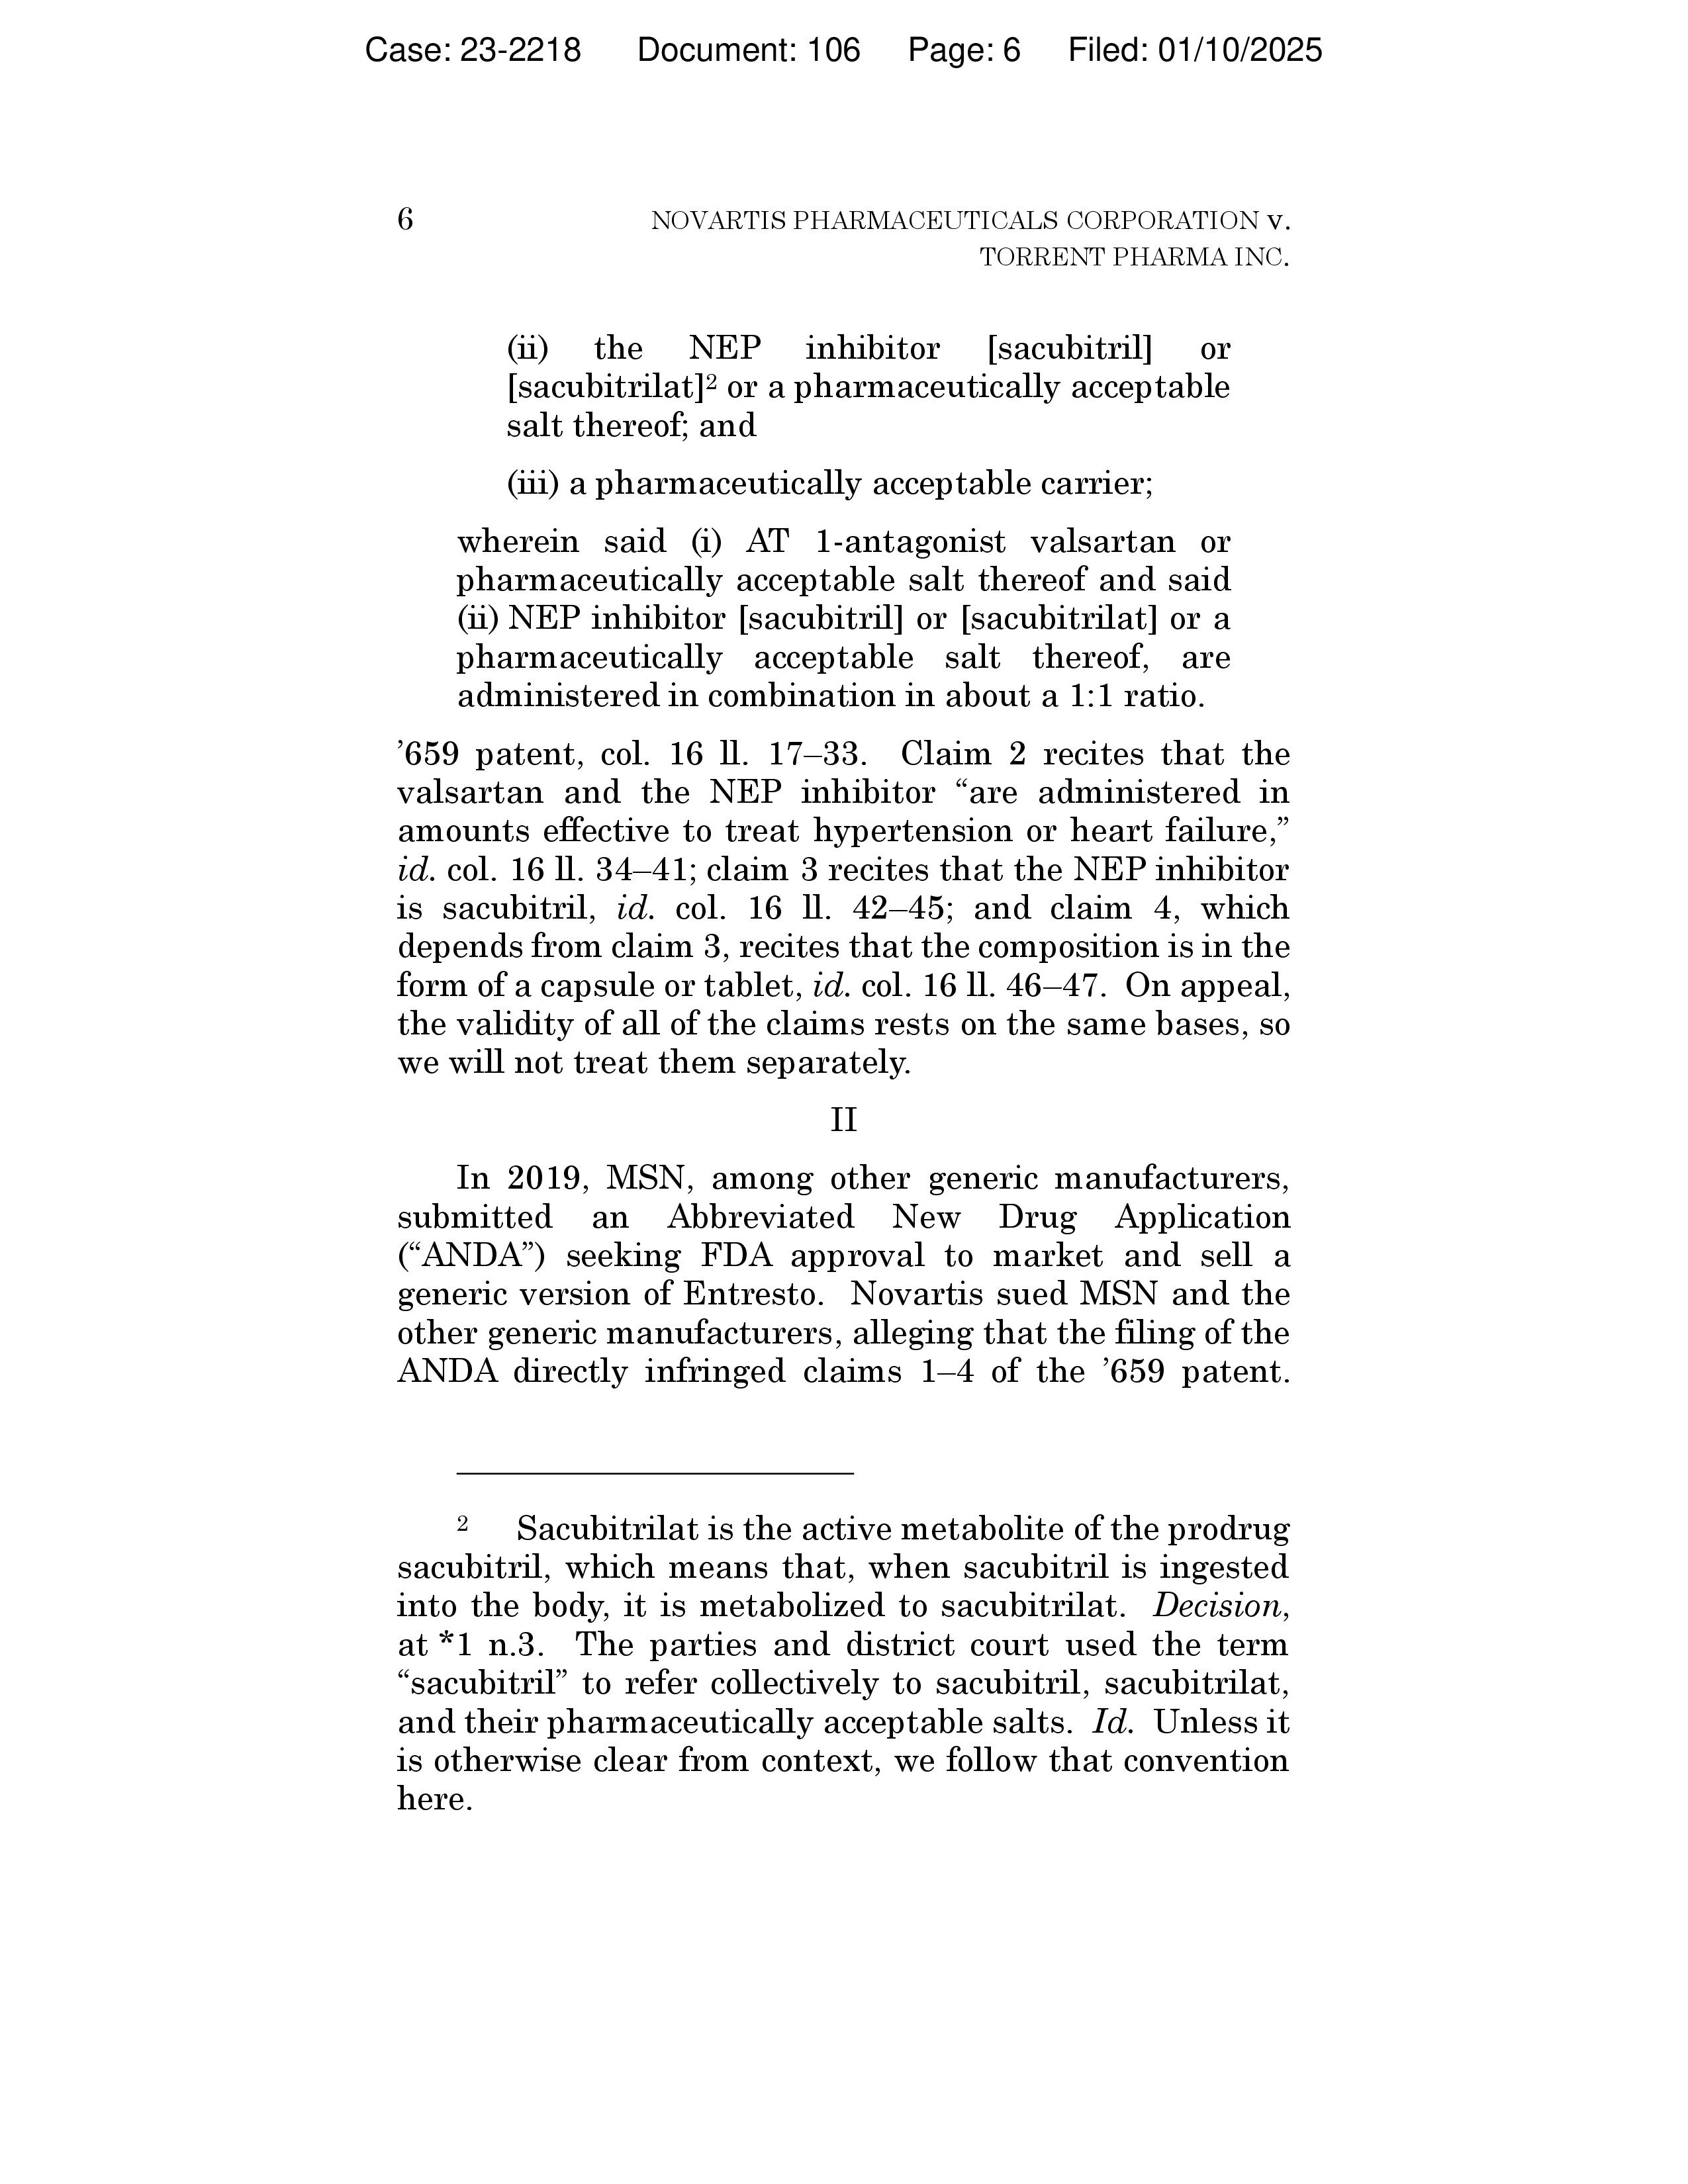 Case: 23-2218 Document: 106 Page: 6 Filed: 01/10/2025
6 NOVARTIS PHARMACEUTICALS CORPORATION v.
TORRENT PHARMA INC.
(ii) the NEP inhibitor [sacubitril] or
[sacubitrilat]2 or a pharmaceutically acceptable
salt thereof; and
(iii) a pharmaceutically acceptable carrier;
wherein said (i) AT 1-antagonist valsartan or
pharmaceutically acceptable salt thereof and said
(ii) NEP inhibitor [sacubitril] or [sacubitrilat] or a
pharmaceutically acceptable salt thereof, are
administered in combination in about a 1:1 ratio.
’659 patent, col. 16 ll. 17–33. Claim 2 recites that the
valsartan and the NEP inhibitor “are administered in
amounts effective to treat hypertension or heart failure,”
id. col. 16 ll. 34–41; claim 3 recites that the NEP inhibitor
is sacubitril, id. col. 16 ll. 42–45; and claim 4, which
depends from claim 3, recites that the composition is in the
form of a capsule or tablet, id. col. 16 ll. 46–47. On appeal,
the validity of all of the claims rests on the same bases, so
we will not treat them separately.
II
In 2019, MSN, among other generic manufacturers,
submitted an Abbreviated New Drug Application
(“ANDA”) seeking FDA approval to market and sell a
generic version of Entresto. Novartis sued MSN and the
other generic manufacturers, alleging that the filing of the
ANDA directly infringed claims 1–4 of the ’659 patent.
2 Sacubitrilat is the active metabolite of the prodrug
sacubitril, which means that, when sacubitril is ingested
into the body, it is metabolized to sacubitrilat. Decision,
at *1 n.3. The parties and district court used the term
“sacubitril” to refer collectively to sacubitril, sacubitrilat,
and their pharmaceutically acceptable salts. Id. Unless it
is otherwise clear from context, we follow that convention
here.